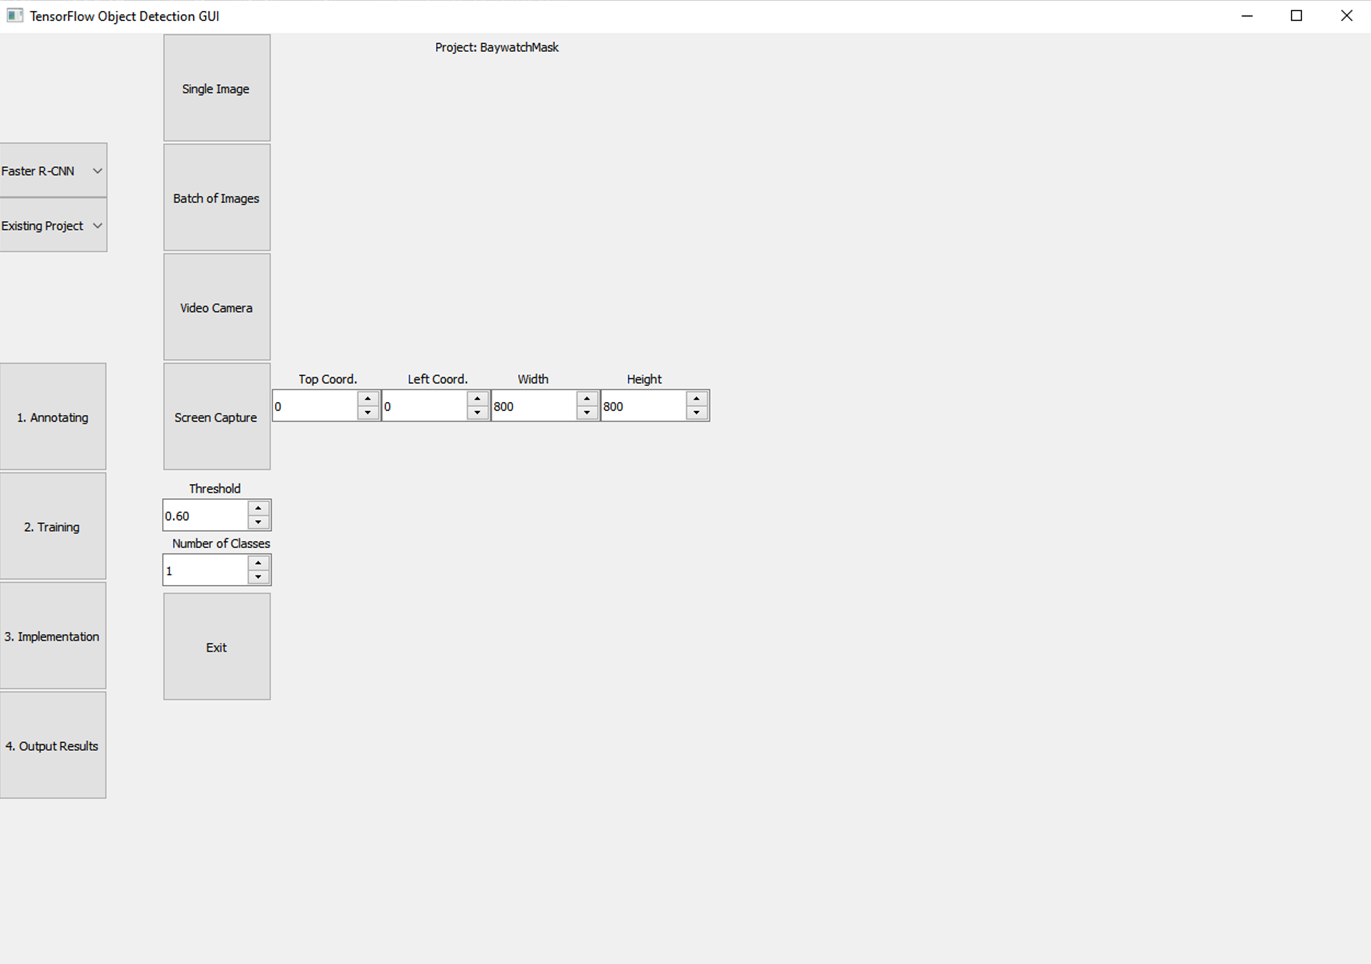 TensorFlow Object Detection GUI
Project: BaywatchMask
Single Image
Faster R-CNN
Batch of Images
Existing Project
Video Camera
Top Coord. Left Coord. Width Height
0 0 800 800
1. Annotating
Screen Capture
Threshold
0.60
2. Training
Number of Classes
1
3. Implementation
Exit
4. Output Results